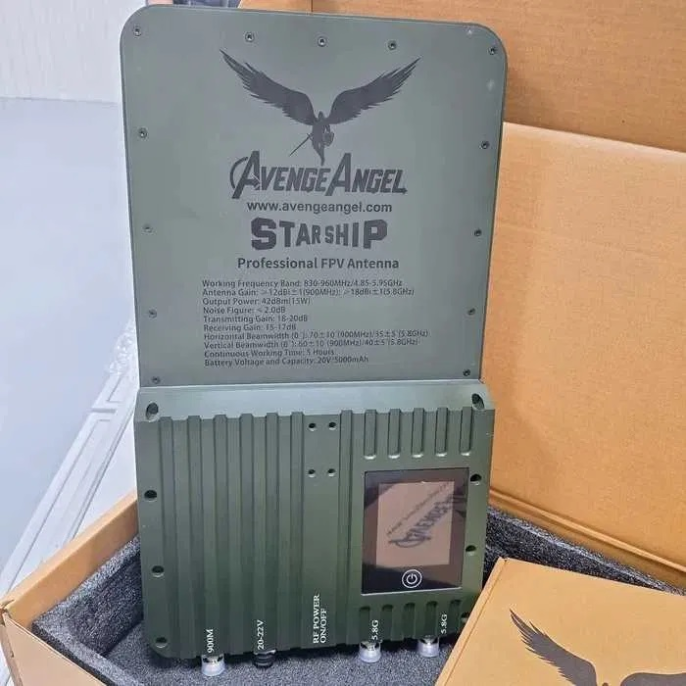 AVENGEANGEL
www.avengeangel.com
STARSHIP
Professional FPV Antenna
Working Frequency Band: 830-960MHz/4.85-5.95GHz
Antenna Gain: ≥12dBi±1(900MHz); ≥18dBi±1(5.8GHz)
Output Power: 42dBm(15W)
Noise Figure: ≤2.0dB
Transmitting Gain: 18-20dB
Receiving Gain: 15-17dB
Horizontal Beamwidth (θ°):70±10°(900MHz)/35±5°(5.8GHz)
Vertical Beamwidth (θ°):60±10°(900MHz)/40±5°(5.8GHz)
Continuous Working Time: 5 Hours
Battery Voltage and Capacity: 20V/5000mAh
900M
20-22V
RF POWER
ON/OFF
5.8G
5.8G